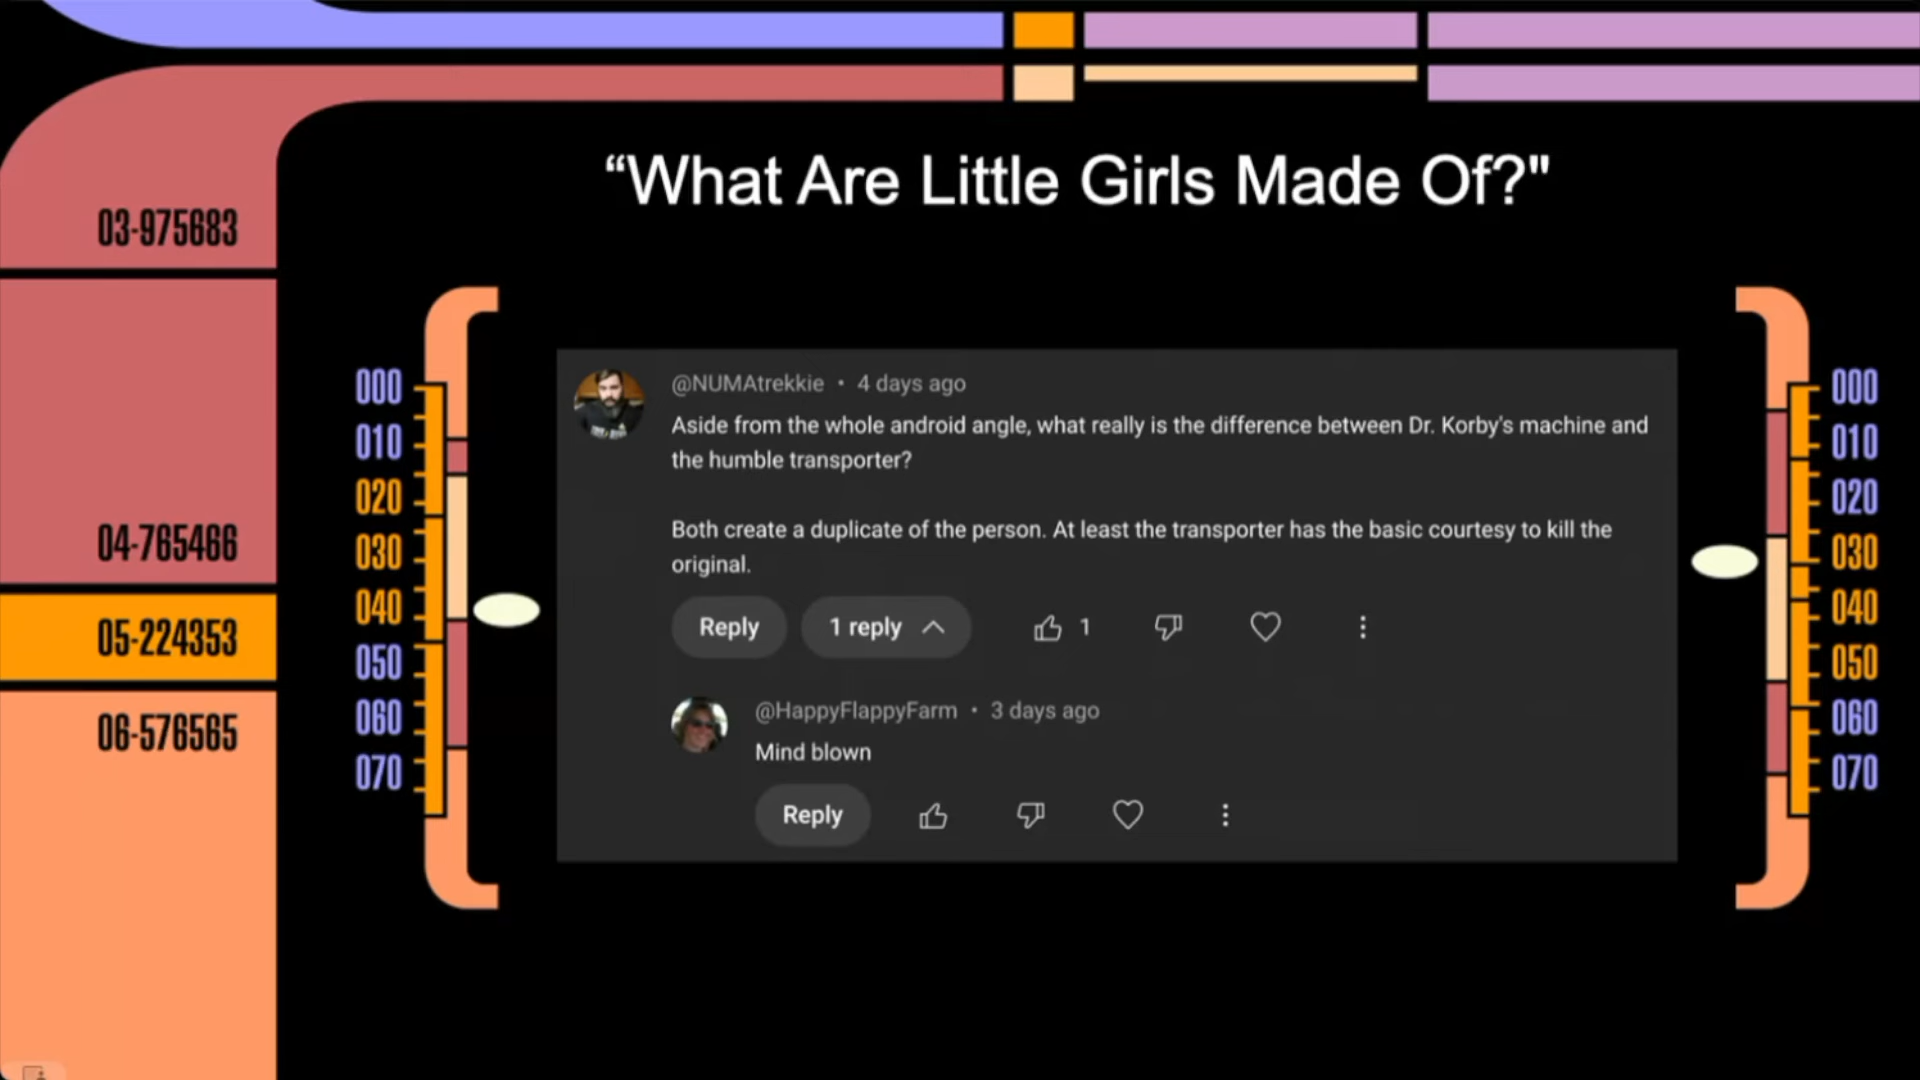 “What Are Little Girls Made Of?"
03-975683
04-765466
05-224353
06-576565
000
010
020
030
040
050
060
070
@NUMAtrekkie • 4 days ago
Aside from the whole android angle, what really is the difference between Dr. Korby's machine and
the humble transporter?
Both create a duplicate of the person. At least the transporter has the basic courtesy to kill the
original.
Reply 1 reply 1
@HappyFlappyFarm • 3 days ago
Mind blown
Reply
000
010
020
030
040
050
060
070